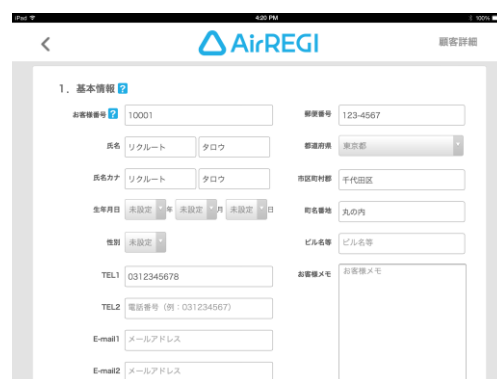 iPad 4:20 PM 100%
AirREGI
顧客詳細
1. 基本情報 ?
お客様番号 ? 10001
氏名 リクルート タロウ
氏名カナ リクルート タロウ
生年月日 未設定 年 未設定 月 未設定 日
性別 未設定
TEL1 0312345678
TEL2 電話番号（例：031234567）
E-mail1 メールアドレス
E-mail2 メールアドレス
郵便番号 123-4567
都道府県 東京都
市区町村郡 千代田区
町名番地 丸の内
ビル名等 ビル名等
お客様メモ お客様メモ